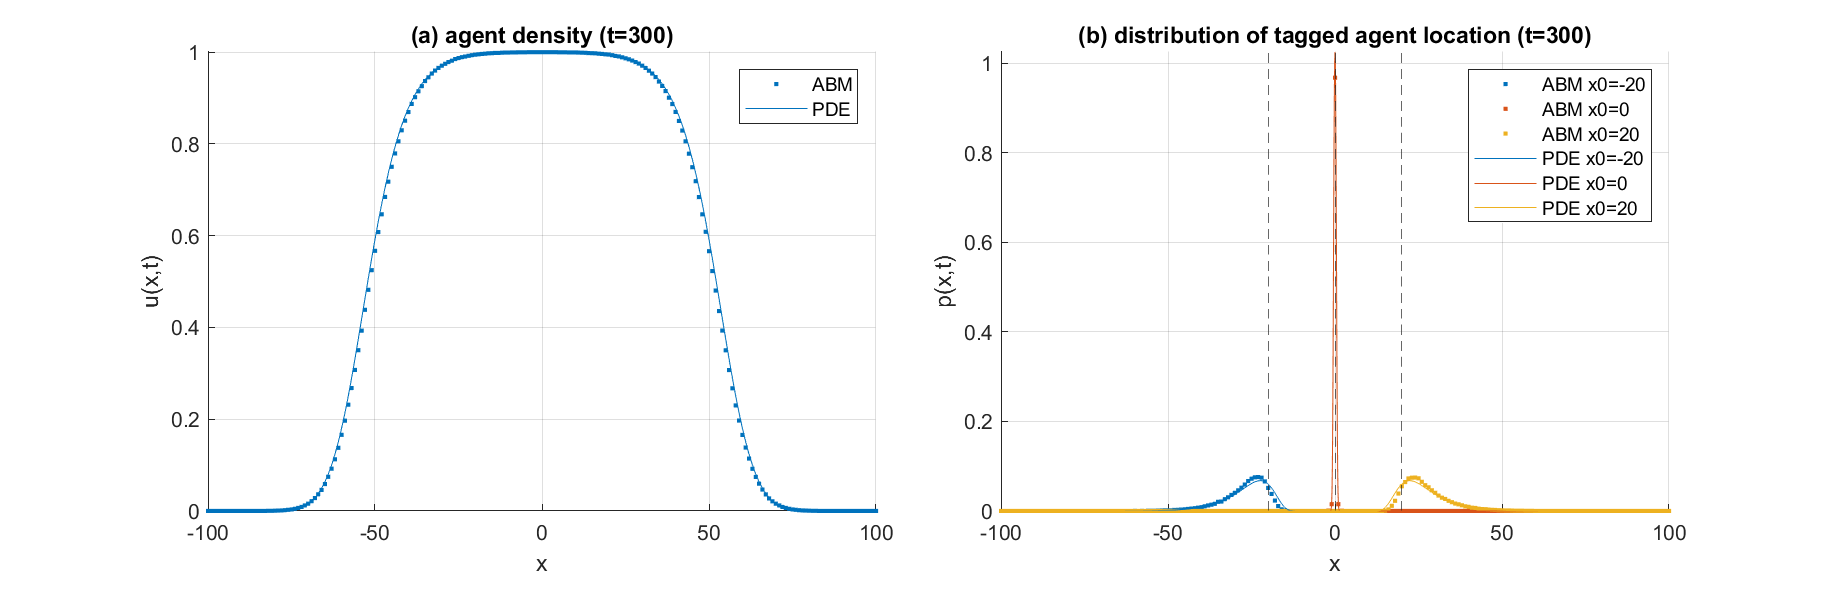 (a) agent density (t=300)
1
0.8
0.6
0.4
0.2
0
u(x,t)
-100
-50
0
50
100
x
ABM
PDE
(b) distribution of tagged agent location (t=300)
1
0.8
0.6
0.4
0.2
0
p(x,t)
-100
-50
0
50
100
x
ABM x0=-20
ABM x0=0
ABM x0=20
PDE x0=-20
PDE x0=0
PDE x0=20